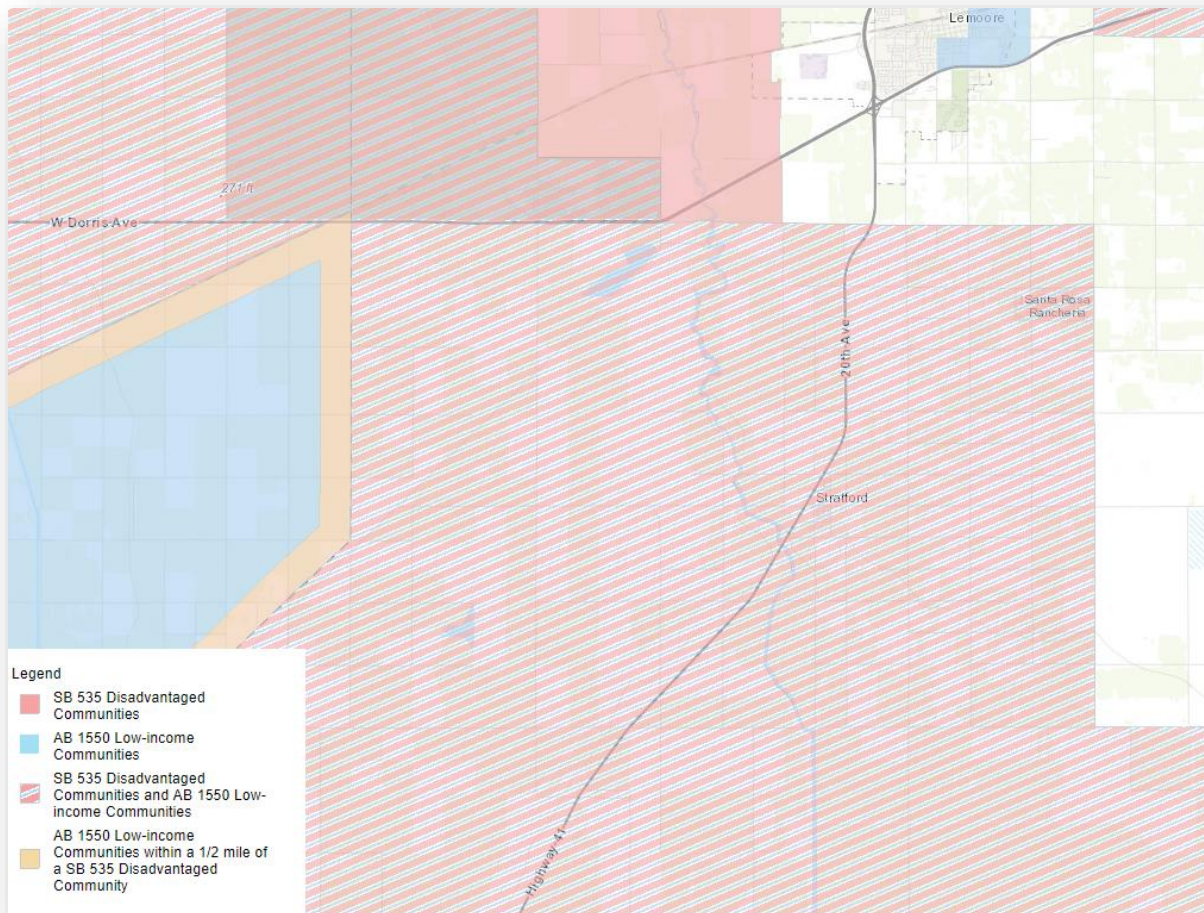 Lemoore
271 ft
W Dorris Ave
Santa Rosa
Rancheria
20th Ave
Stratford
Highway 41
Legend
SB 535 Disadvantaged
Communities
AB 1550 Low-income
Communities
SB 535 Disadvantaged
Communities and AB 1550 Low-
income Communities
AB 1550 Low-income
Communities within a 1/2 mile of
a SB 535 Disadvantaged
Community